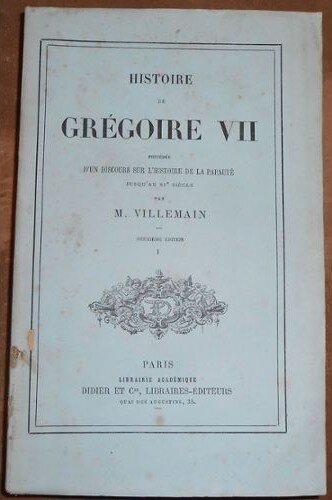 HISTOIRE
DE
GRÉGOIRE VII
PRÉCÉDÉE
D'UN DISCOURS SUR L'HISTOIRE DE LA PAPAUTÉ
JUSQU'AU XIe SIÈCLE
PAR
M. VILLEMAIN
DEUXIÈME ÉDITION
I
PARIS
LIBRAIRIE ACADÉMIQUE
DIDIER ET Cie, LIBRAIRES-ÉDITEURS
QUAI DES AUGUSTINS, 35.